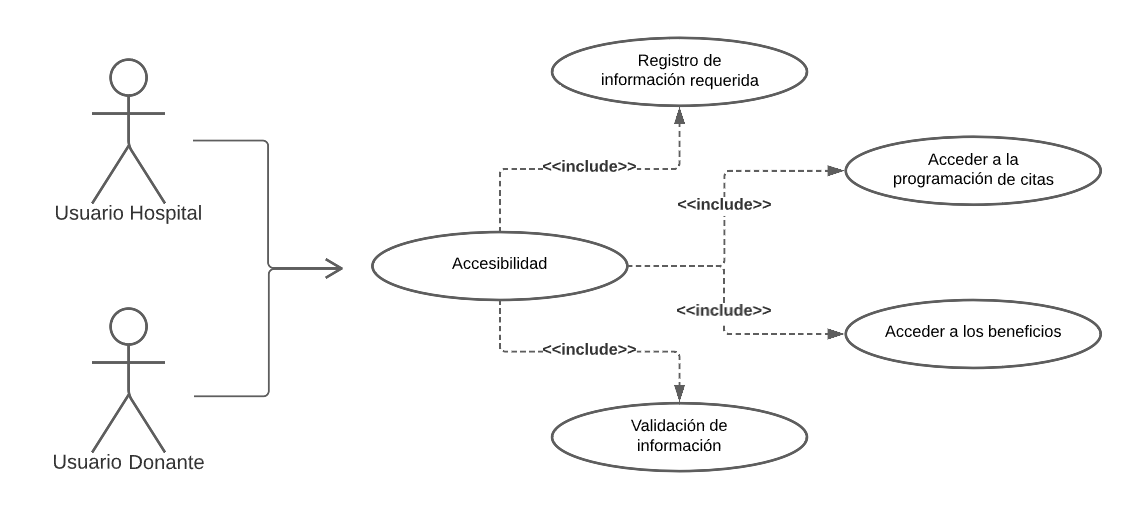 Registro de
información requerida
Acceder a la
programación de citas
<<include>>
<<include>>
Usuario Hospital
Accesibilidad
<<include>>
Acceder a los beneficios
<<include>>
Validación de
información
Usuario Donante